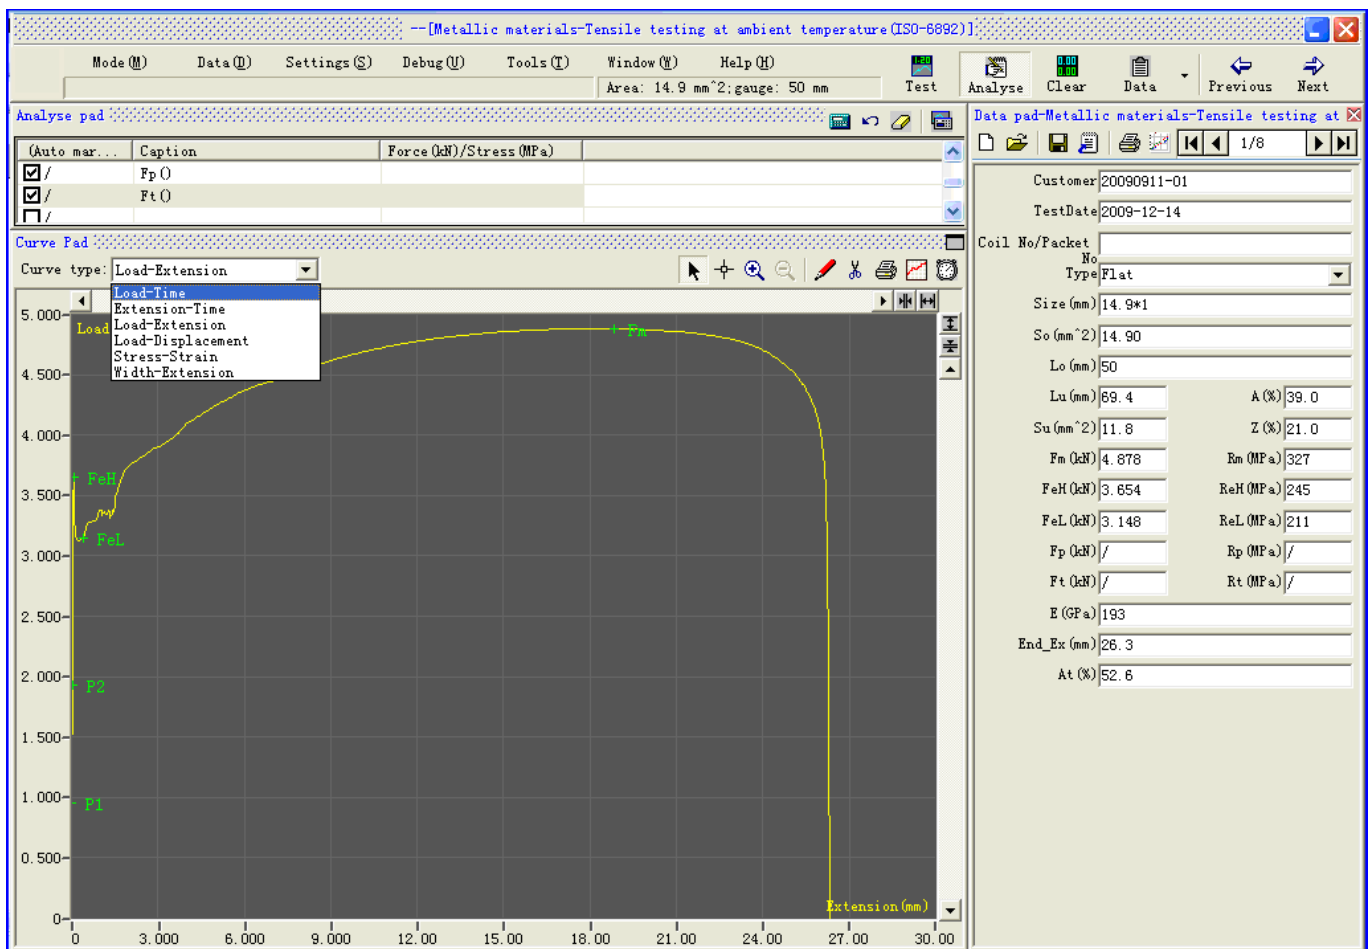 --[Metallic materials-Tensile testing at ambient temperature(ISO-6892)]
Mode(M) Data(D) Settings(S) Debug(U) Tools(T) Window(W) Help(H)
Area: 14.9 mm^2;gauge: 50 mm
Test Analyse Clear Data Previous Next
Analyse pad
(Auto mar... Caption Force(kN)/Stress(MPa)
/ Fp()
/ Ft()
/
Curve Pad
Curve type: Load-Extension
Load-Time
Extension-Time
Load-Extension
Load-Displacement
Stress-Strain
Width-Extension
Load
5.000
4.500
4.000
3.500
3.000
2.500
2.000
1.500
1.000
0.500
0
Fm
FeH
FeL
P2
P1
Extension(mm)
0 3.000 6.000 9.000 12.00 15.00 18.00 21.00 24.00 27.00 30.00
Data pad-Metallic materials-Tensile testing at
1/8
Customer 20090911-01
TestDate 2009-12-14
Coil No/Packet No
Type Flat
Size(mm) 14.9*1
So(mm^2) 14.90
Lo(mm) 50
Lu(mm) 69.4 A(%) 39.0
Su(mm^2) 11.8 Z(%) 21.0
Fm(kN) 4.878 Rm(MPa) 327
FeH(kN) 3.654 ReH(MPa) 245
FeL(kN) 3.148 ReL(MPa) 211
Fp(kN) / Rp(MPa) /
Ft(kN) / Rt(MPa) /
E(GPa) 193
End_Ex(mm) 26.3
At(%) 52.6